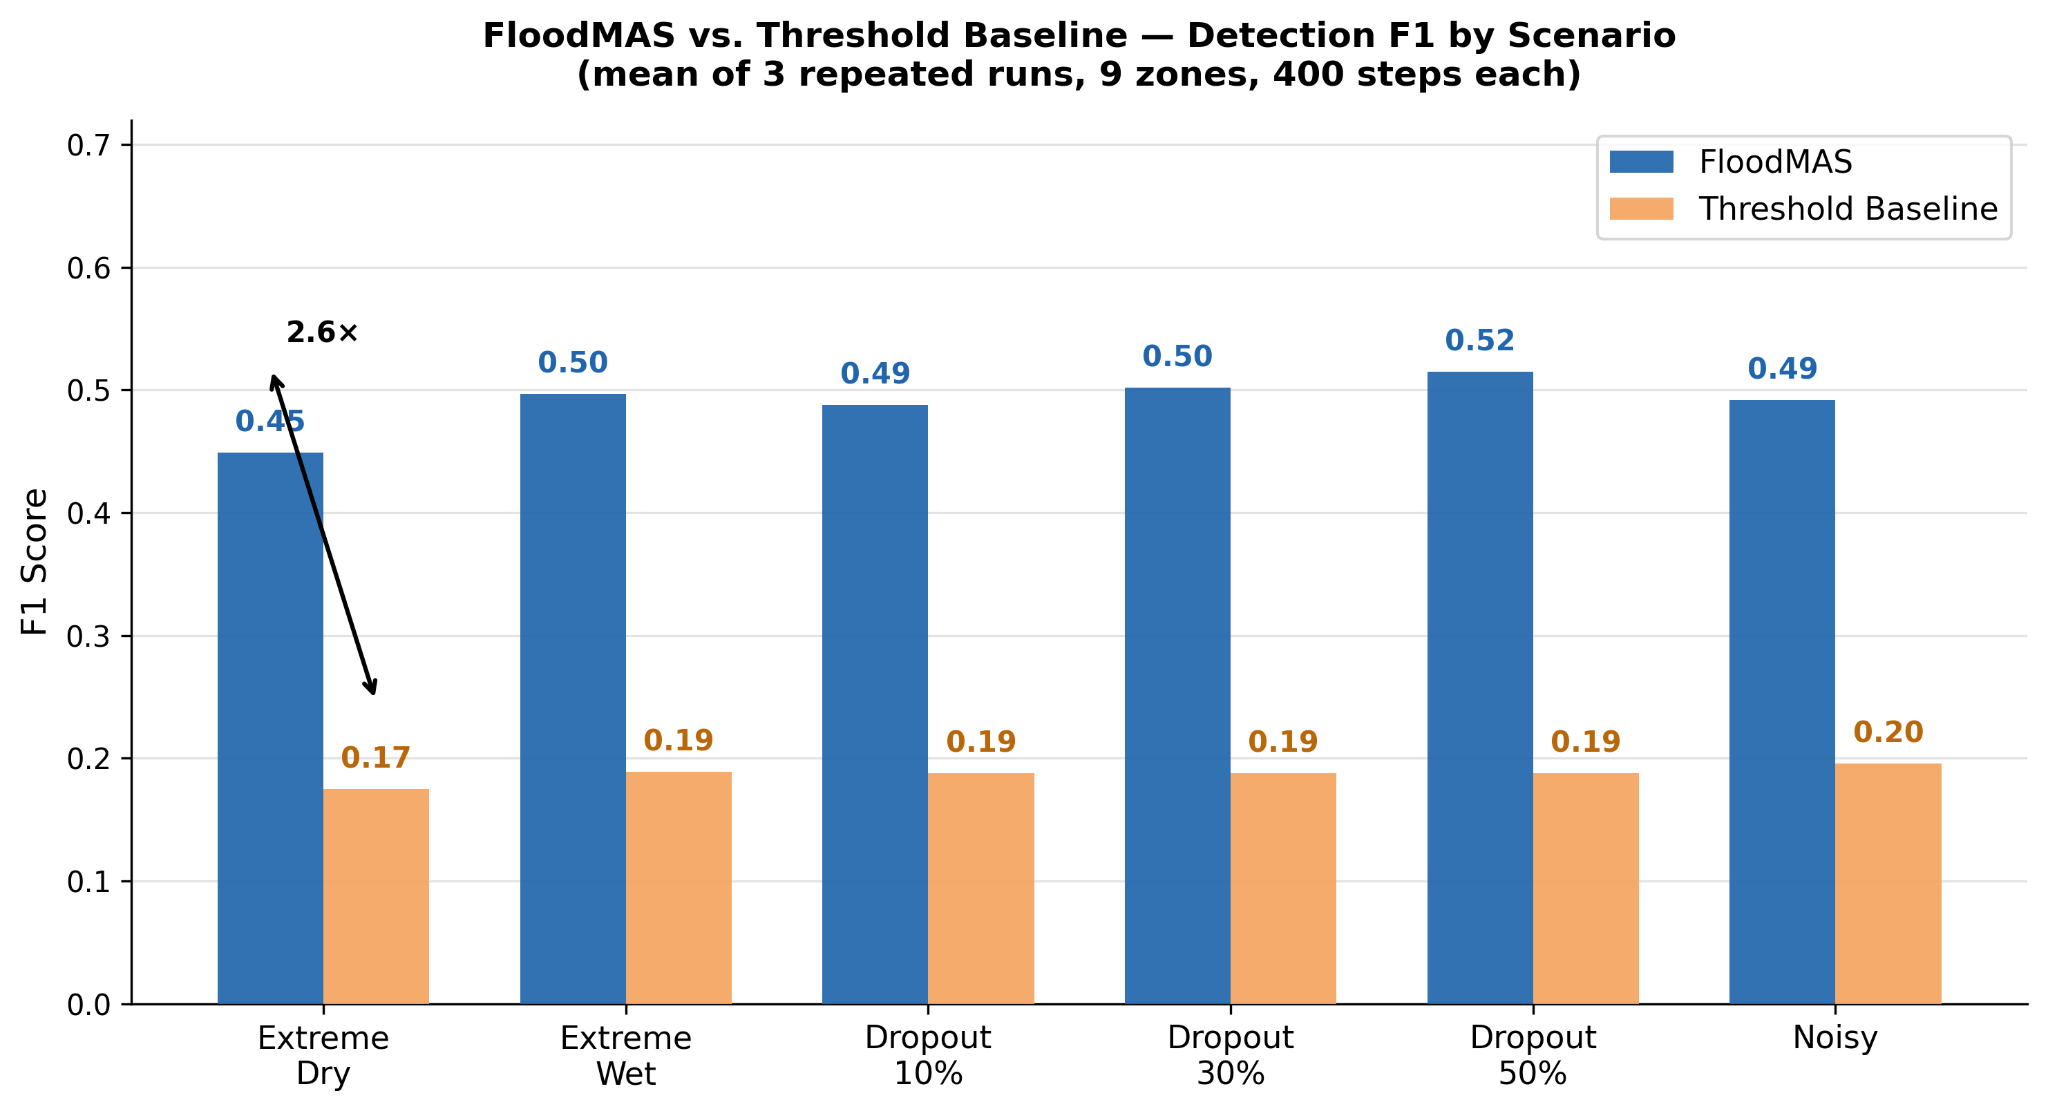 FloodMAS vs. Threshold Baseline — Detection F1 by Scenario
(mean of 3 repeated runs, 9 zones, 400 steps each)
FloodMAS
Threshold Baseline
F1 Score
0.7
0.6
0.5
0.4
0.3
0.2
0.1
0.0
2.6×
0.45
0.17
0.50
0.19
0.49
0.19
0.50
0.19
0.52
0.19
0.49
0.20
Extreme
Dry
Extreme
Wet
Dropout
10%
Dropout
30%
Dropout
50%
Noisy